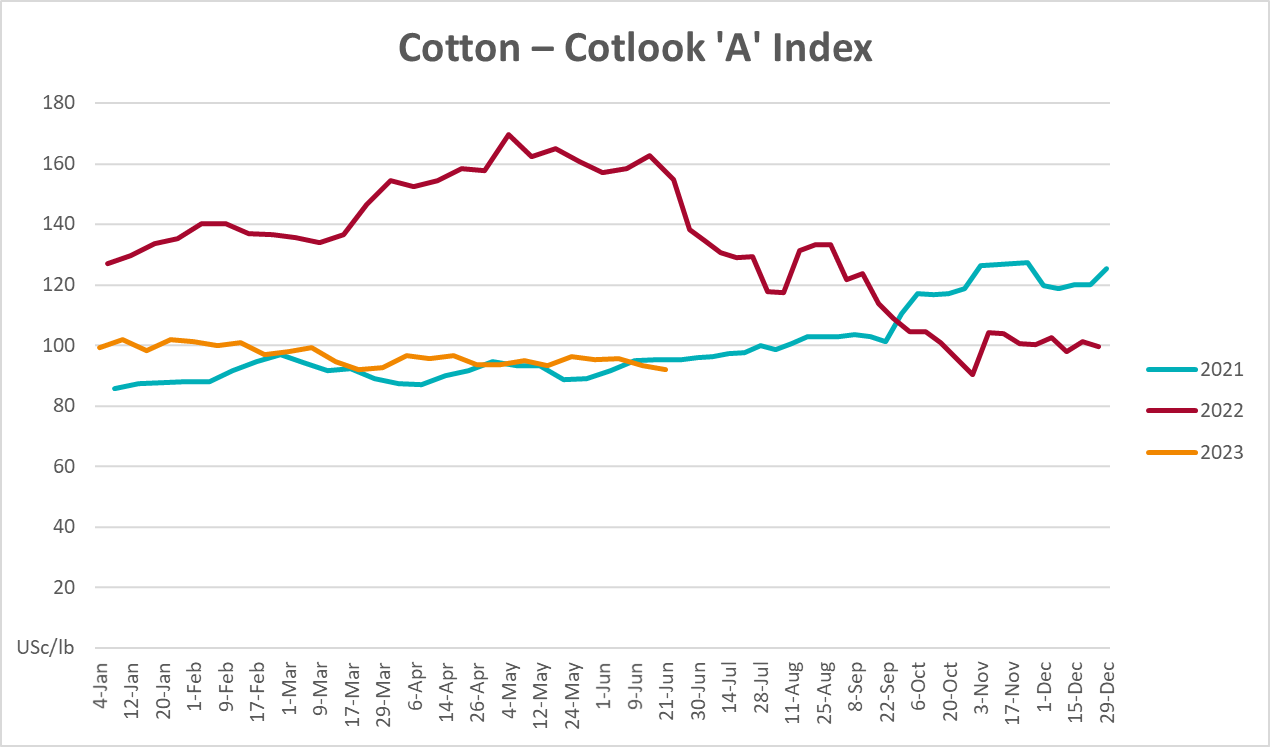 Cotton – Cotlook 'A' Index
180
160
140
120
100
80
60
40
20
USc/lb
4-Jan
12-Jan
20-Jan
1-Feb
9-Feb
17-Feb
1-Mar
9-Mar
17-Mar
29-Mar
6-Apr
14-Apr
26-Apr
4-May
12-May
24-May
1-Jun
9-Jun
21-Jun
30-Jun
14-Jul
28-Jul
11-Aug
25-Aug
8-Sep
22-Sep
6-Oct
20-Oct
3-Nov
17-Nov
1-Dec
15-Dec
29-Dec
2021
2022
2023